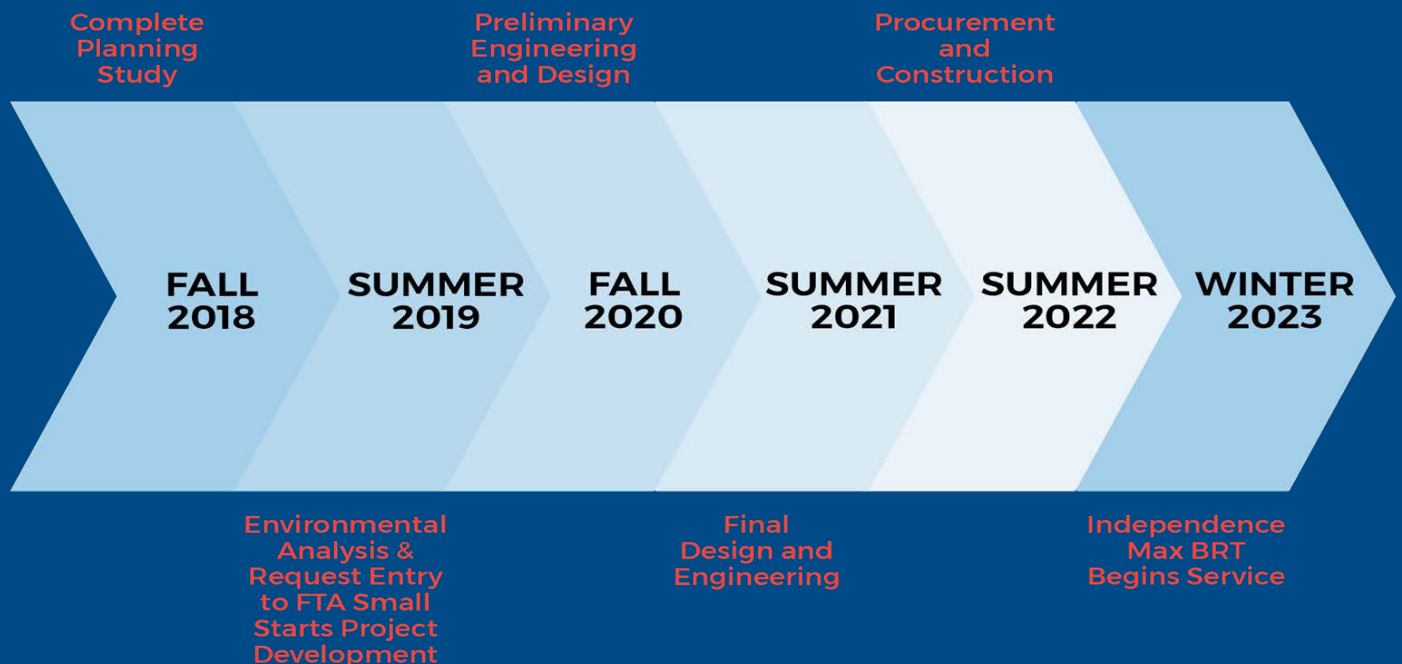 Complete
Planning
Study
Preliminary
Engineering
and Design
Procurement
and
Construction
FALL
2018
SUMMER
2019
FALL
2020
SUMMER
2021
SUMMER
2022
WINTER
2023
Environmental
Analysis &
Request Entry
to FTA Small
Starts Project
Development
Final
Design and
Engineering
Independence
Max BRT
Begins Service